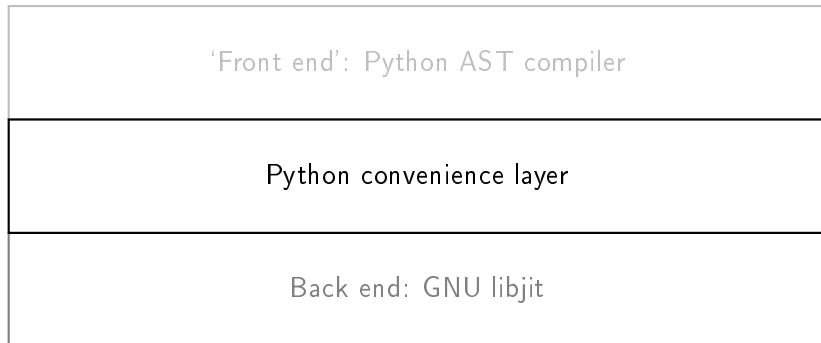 ‘Front end’: Python AST compiler
Python convenience layer
Back end: GNU libjit